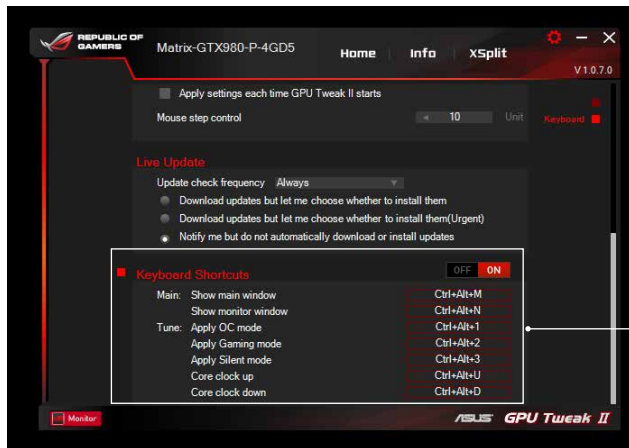 REPUBLIC OF
GAMERS
Matrix-GTX980-P-4GD5
Home
Info
XSplit
V1.0.7.0
Apply settings each time GPU Tweak II starts
Mouse step control
10
Unit
Keyboard
Live Update
Update check frequency Always
Download updates but let me choose whether to install them
Download updates but let me choose whether to install them(Urgent)
Notify me but do not automatically download or install updates
Keyboard Shortcuts
OFF ON
Main: Show main window Ctrl+Alt+M
Show monitor window Ctrl+Alt+N
Tune: Apply OC mode Ctrl+Alt+1
Apply Gaming mode Ctrl+Alt+2
Apply Silent mode Ctrl+Alt+3
Core clock up Ctrl+Alt+U
Core clock down Ctrl+Alt+D
Monitor
ASUS GPU Tweak II